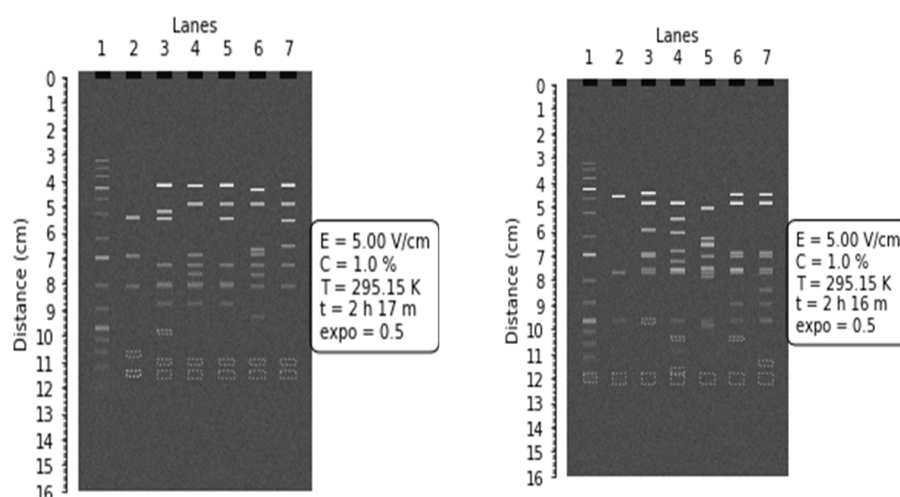 Lanes
1 2 3 4 5 6 7
0
1
2
3
4
5
6
7
8
9
10
11
12
13
14
15
16
Distance (cm)
E = 5.00 V/cm
C = 1.0 %
T = 295.15 K
t = 2 h 17 m
expo = 0.5
Lanes
1 2 3 4 5 6 7
0
1
2
3
4
5
6
7
8
9
10
11
12
13
14
15
16
Distance (cm)
E = 5.00 V/cm
C = 1.0 %
T = 295.15 K
t = 2 h 16 m
expo = 0.5